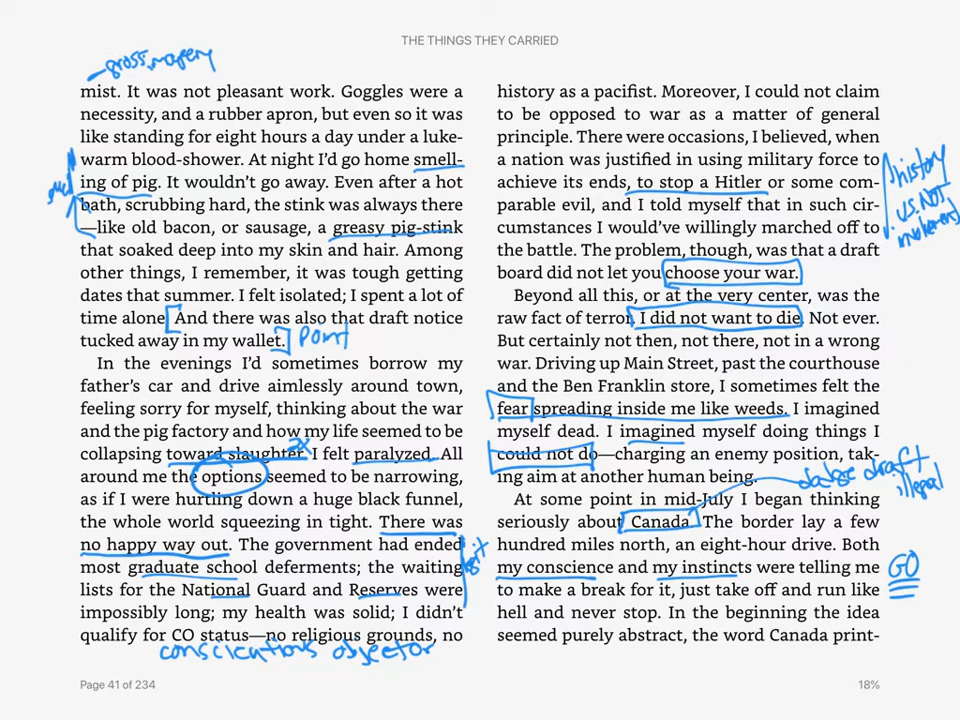 THE THINGS THEY CARRIED
gross imagery
mist. It was not pleasant work. Goggles were a
necessity, and a rubber apron, but even so it was
like standing for eight hours a day under a luke-
warm blood-shower. At night I'd go home smell-
ing of pig. It wouldn't go away. Even after a hot
bath, scrubbing hard, the stink was always there
—like old bacon, or sausage, a greasy pig-stink
that soaked deep into my skin and hair. Among
other things, I remember, it was tough getting
dates that summer. I felt isolated; I spent a lot of
time alone. And there was also that draft notice
tucked away in my wallet. Point
In the evenings I'd sometimes borrow my
father's car and drive aimlessly around town,
feeling sorry for myself, thinking about the war
and the pig factory and how my life seemed to be
2x
collapsing toward slaughter. I felt paralyzed. All
around me the options seemed to be narrowing,
as if I were hurtling down a huge black funnel,
the whole world squeezing in tight. There was
no happy way out. The government had ended
most graduate school deferments; the waiting
lists for the National Guard and Reserves were
impossibly long; my health was solid; I didn't
qualify for CO status—no religious grounds, no
conscientious objector
Page 41 of 234
history as a pacifist. Moreover, I could not claim
to be opposed to war as a matter of general
principle. There were occasions, I believed, when
a nation was justified in using military force to
achieve its ends, to stop a Hitler or some com-
parable evil, and I told myself that in such cir-
cumstances I would've willingly marched off to
the battle. The problem, though, was that a draft
board did not let you choose your war.
history
vs. NOT
Beyond all this, or at the very center, was the
raw fact of terror. I did not want to die. Not ever.
But certainly not then, not there, not in a wrong
war. Driving up Main Street, past the courthouse
and the Ben Franklin store, I sometimes felt the
fear spreading inside me like weeds. I imagined
myself dead. I imagined myself doing things I
could not do—charging an enemy position, tak-
ing aim at another human being.
dodge draft
illegal
At some point in mid-July I began thinking
seriously about Canada. The border lay a few
hundred miles north, an eight-hour drive. Both
my conscience and my instincts were telling me
GO
to make a break for it, just take off and run like
hell and never stop. In the beginning the idea
seemed purely abstract, the word Canada print-
18%